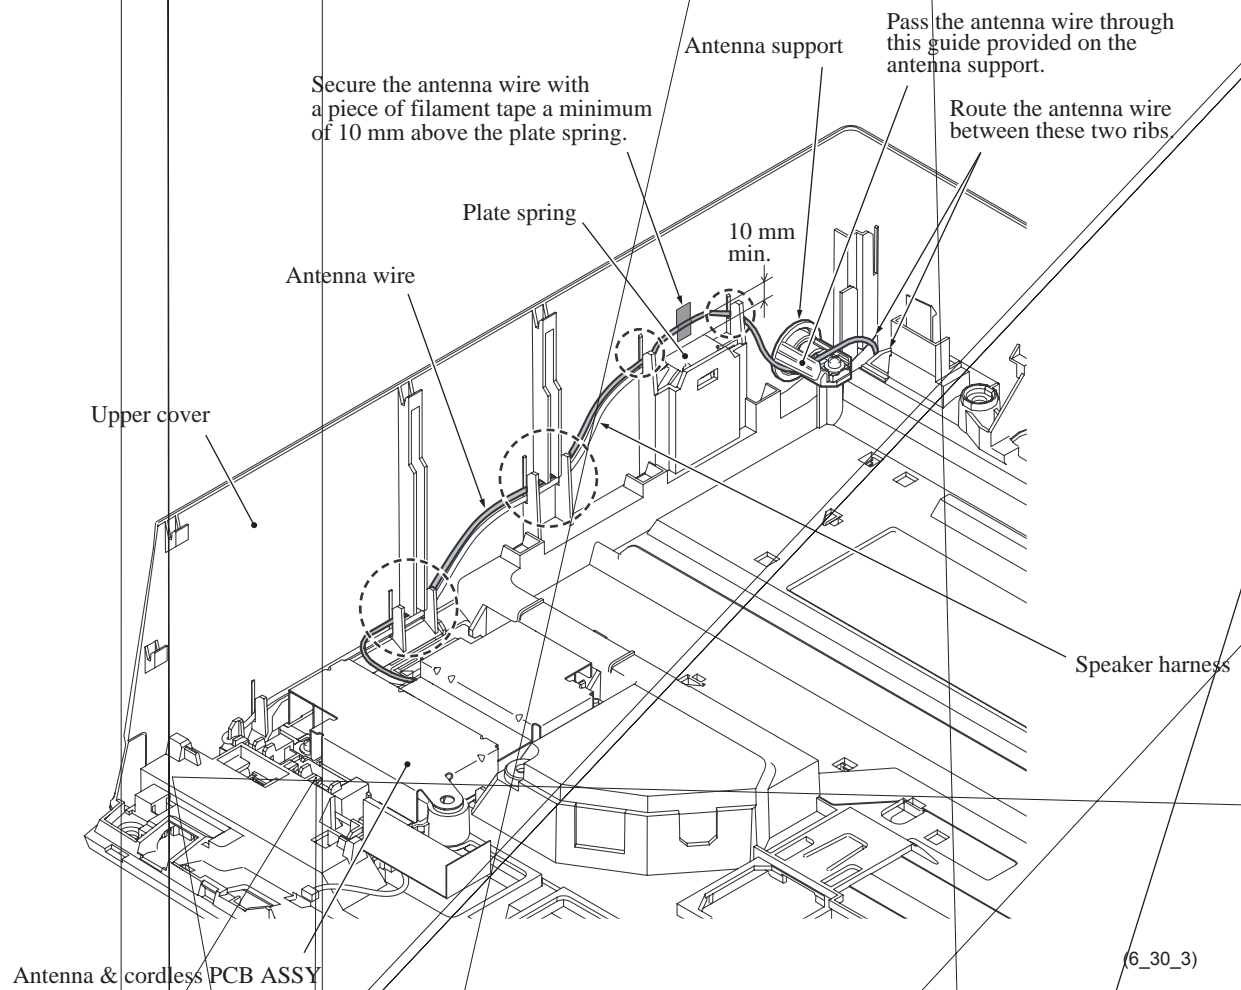 Pass the antenna wire through
this guide provided on the
antenna support.
Antenna support
Secure the antenna wire with
a piece of filament tape a minimum
of 10 mm above the plate spring.
Route the antenna wire
between these two ribs.
Plate spring
10 mm
min.
Antenna wire
Upper cover
Speaker harness
Antenna & cordless PCB ASSY
(6_30_3)